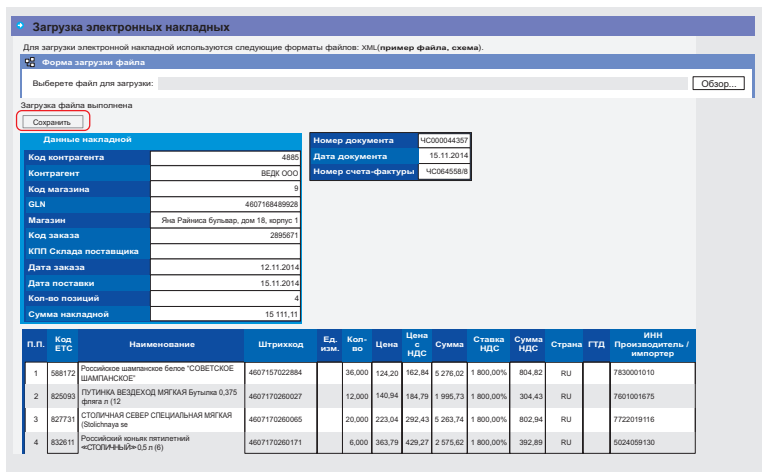 Загрузка электронных накладных
Для загрузки электронной накладной используются следующие форматы файлов: XML(пример файла, схема).
Форма загрузки файла
Выберете файл для загрузки:
Обзор...
Загрузка файла выполнена
Сохранить
Данные накладной
Код контрагента 4885
Контрагент ВЕДК ООО
Код магазина 9
GLN 4607168489928
Магазин Яна Райниса бульвар, дом 18, корпус 1
Код заказа 2895671
КПП Склада поставщика
Дата заказа 12.11.2014
Дата поставки 15.11.2014
Кол-во позиций 4
Сумма накладной 15 111,11
Номер документа ЧС000044357
Дата документа 15.11.2014
Номер счета-фактуры ЧС064558/8
П.П. Код ЕТС Наименование Штрихкод Ед. изм. Кол-во Цена Цена с НДС Сумма Ставка НДС Сумма НДС Страна ГТД ИНН Производитель / импортер
1 588172 Российское шампанское белое "СОВЕТСКОЕ ШАМПАНСКОЕ" 4607157022884 36,000 124,20 162,84 5 276,02 1 800,00% 804,82 RU 7830001010
2 825093 ПУТИНКА ВЕЗДЕХОД МЯГКАЯ Бутылка 0,375 фляга л (12 4607170260027 12,000 140,94 184,79 1 995,73 1 800,00% 304,43 RU 7601001675
3 827731 СТОЛИЧНАЯ СЕВЕР СПЕЦИАЛЬНАЯ МЯГКАЯ (Stolichnaya se 4607170260065 20,000 223,04 292,43 5 263,74 1 800,00% 802,94 RU 7722019116
4 832611 Российский коньяк пятилетний «СТОЛИЧНЫЙ» 0,5 л (6) 4607170260171 6,000 363,79 429,27 2 575,62 1 800,00% 392,89 RU 5024059130